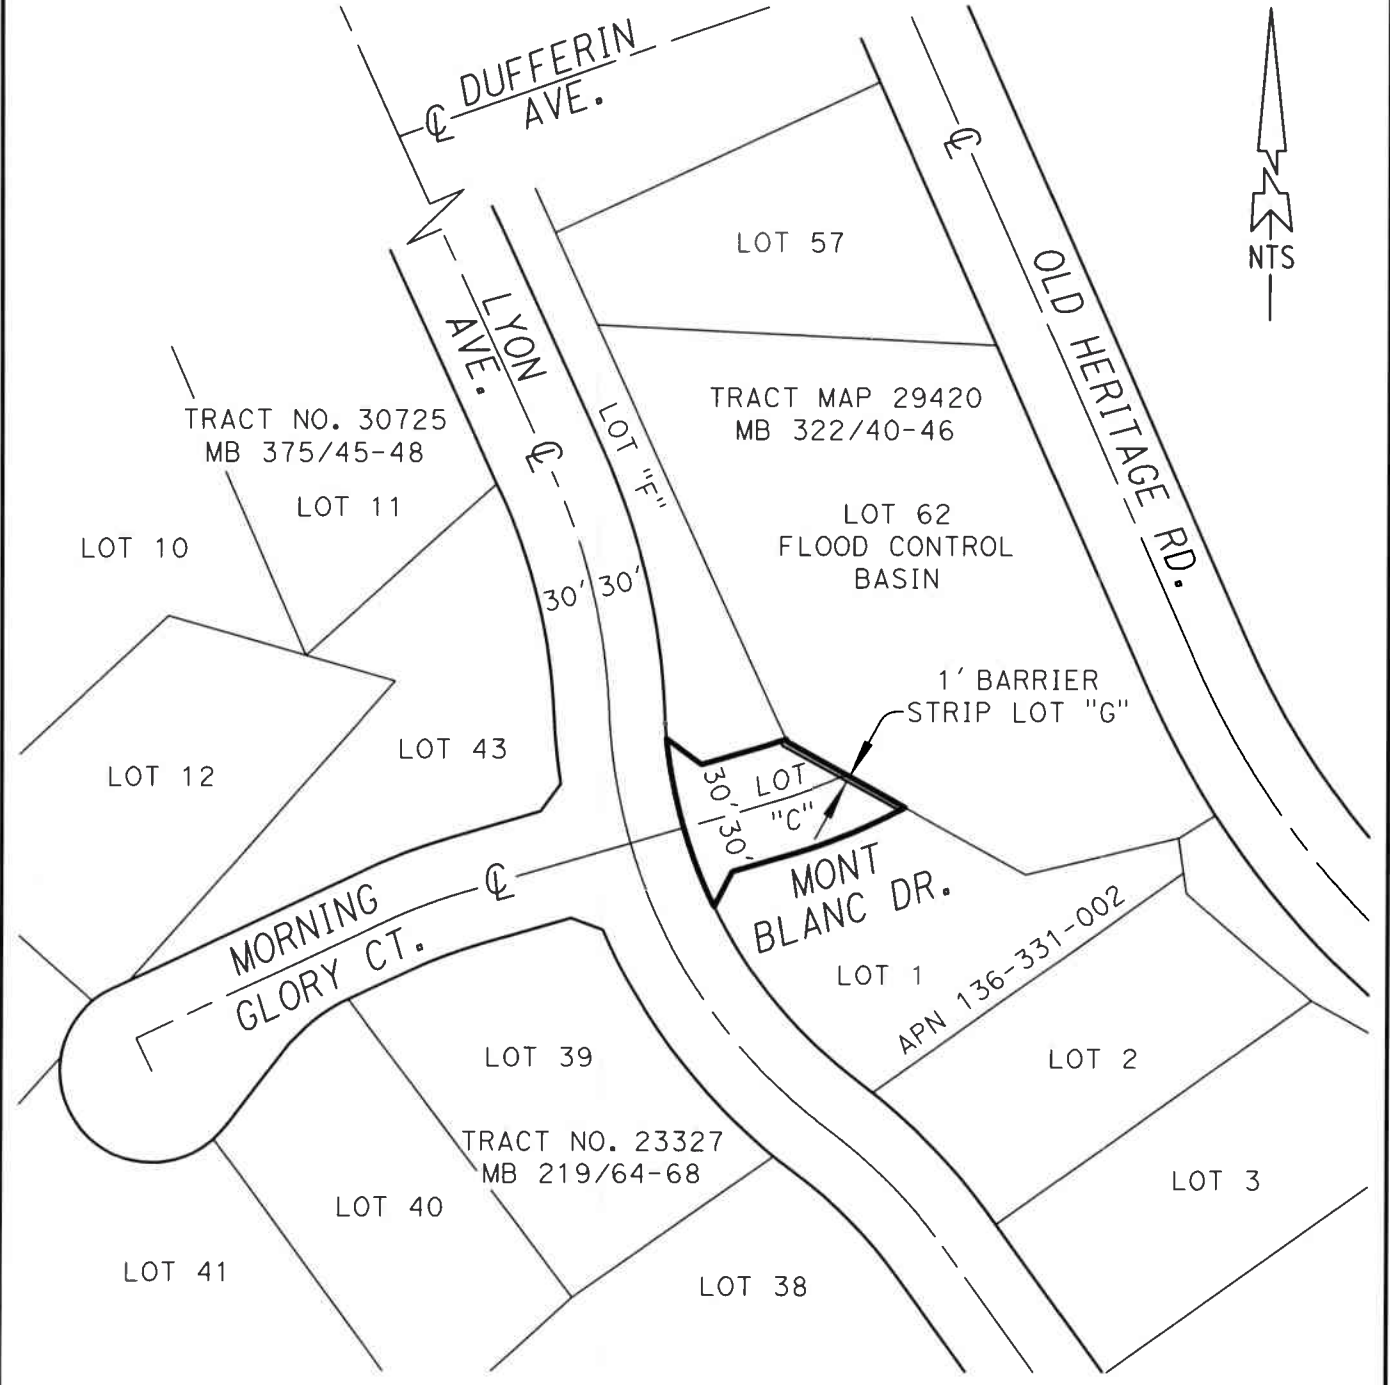 ℄ DUFFERIN
AVE.
℄
NTS
LOT 57
OLD HERITAGE RD.
LYON
AVE.
℄
TRACT NO. 30725
MB 375/45-48
LOT 11
LOT 10
LOT "F"
TRACT MAP 29420
MB 322/40-46
LOT 62
FLOOD CONTROL
BASIN
30' 30'
1' BARRIER
STRIP LOT "G"
LOT 43
LOT 12
LOT
"C"
30' 30'
MONT
BLANC DR.
℄
MORNING
GLORY CT.
LOT 1
APN 136-331-002
LOT 39
LOT 2
TRACT NO. 23327
MB 219/64-68
LOT 3
LOT 40
LOT 41
LOT 38